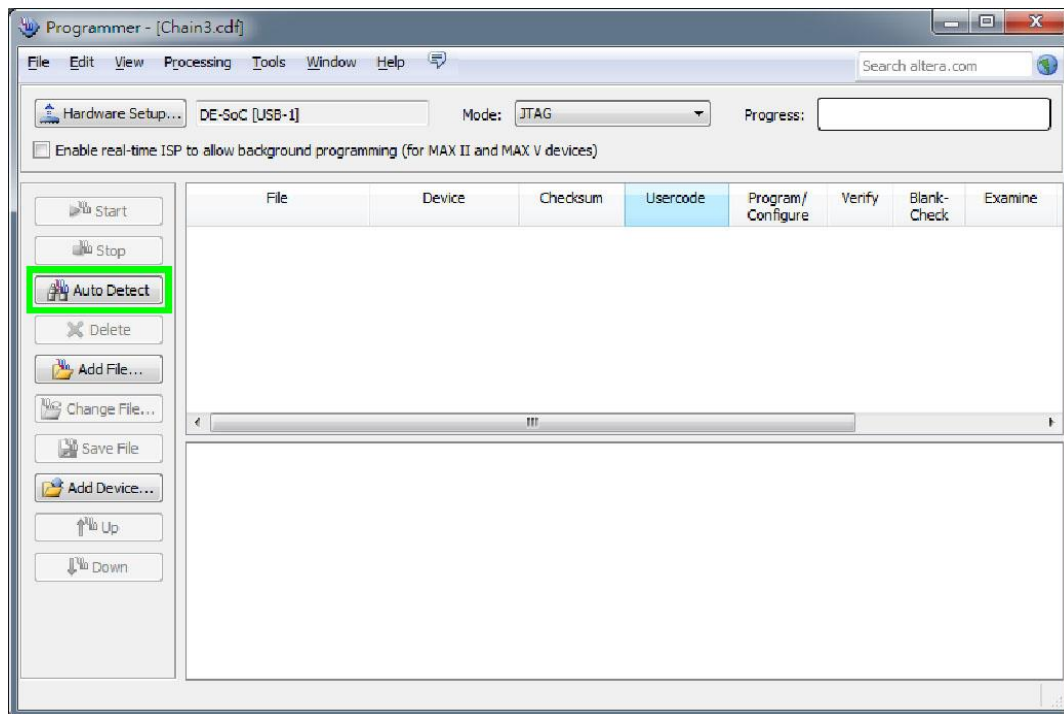 Programmer - [Chain3.cdf]
File Edit View Processing Tools Window Help
Search altera.com
Hardware Setup... DE-SoC [USB-1] Mode: JTAG Progress:
Enable real-time ISP to allow background programming (for MAX II and MAX V devices)
File Device Checksum Usercode Program/ Configure Verify Blank- Check Examine
Start
Stop
Auto Detect
Delete
Add File...
Change File...
Save File
Add Device...
Up
Down